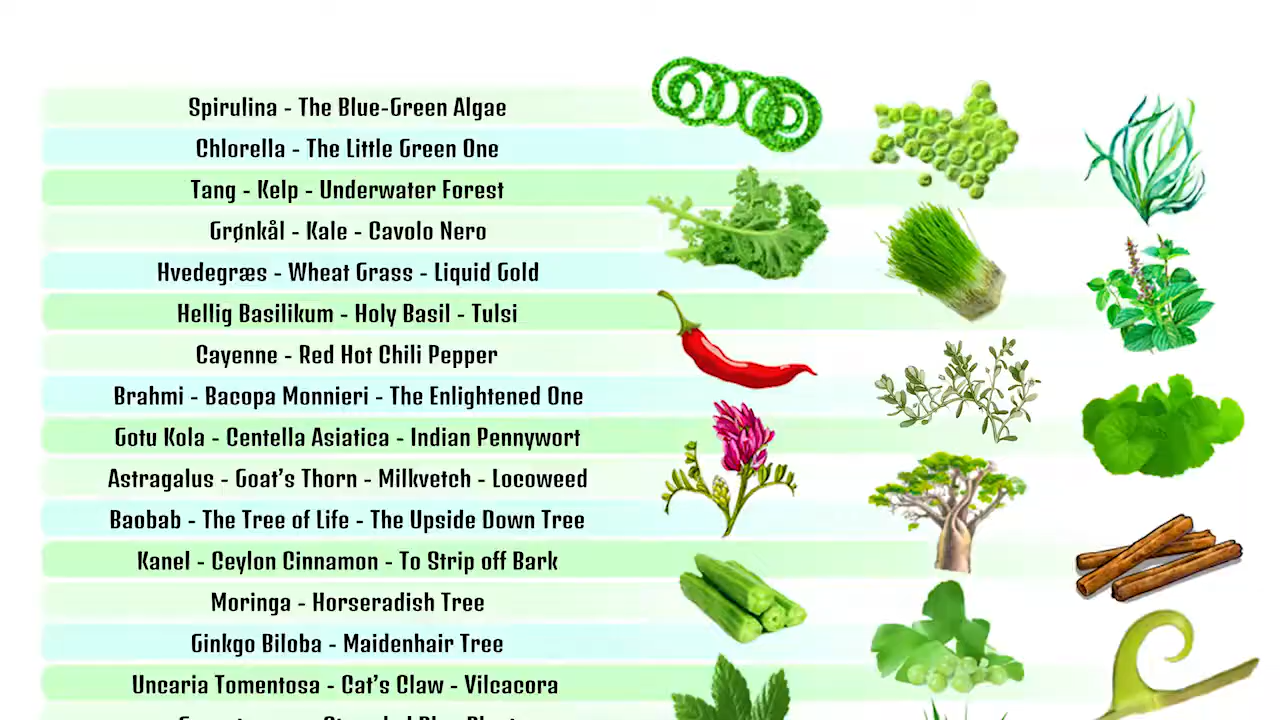 Spirulina - The Blue-Green Algae
Chlorella - The Little Green One
Tang - Kelp - Underwater Forest
Grønkål - Kale - Cavolo Nero
Hvedegræs - Wheat Grass - Liquid Gold
Hellig Basilikum - Holy Basil - Tulsi
Cayenne - Red Hot Chili Pepper
Brahmi - Bacopa Monnieri - The Enlightened One
Gotu Kola - Centella Asiatica - Indian Pennywort
Astragalus - Goat's Thorn - Milkvetch - Locoweed
Baobab - The Tree of Life - The Upside Down Tree
Kanel - Ceylon Cinnamon - To Strip off Bark
Moringa - Horseradish Tree
Ginkgo Biloba - Maidenhair Tree
Uncaria Tomentosa - Cat's Claw - Vilcacora